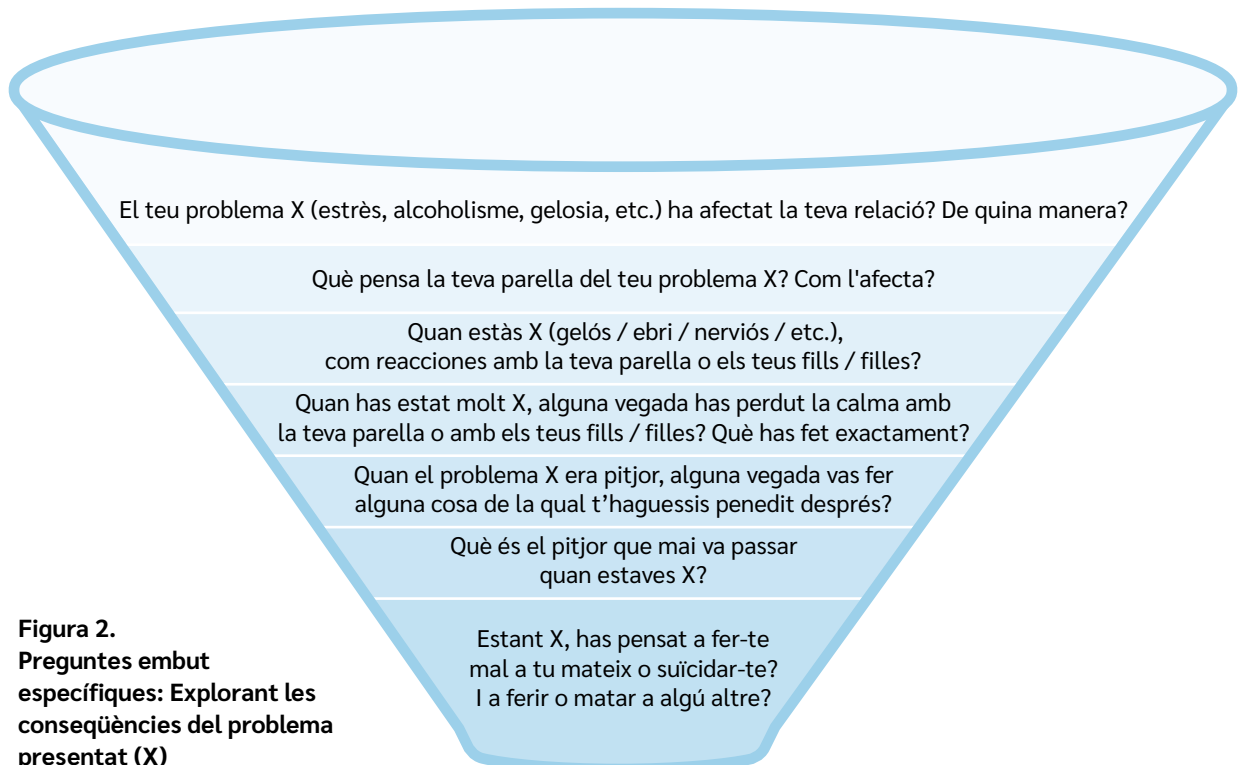 El teu problema X (estrès, alcoholisme, gelosia, etc.) ha afectat la teva relació? De quina manera?
Què pensa la teva parella del teu problema X? Com l'afecta?
Quan estàs X (gelós / ebri / nerviós / etc.),
com reacciones amb la teva parella o els teus fills / filles?
Quan has estat molt X, alguna vegada has perdut la calma amb
la teva parella o amb els teus fills / filles? Què has fet exactament?
Quan el problema X era pitjor, alguna vegada vas fer
alguna cosa de la qual t’haguessis penedit després?
Què és el pitjor que mai va passar
quan estaves X?
Estant X, has pensat a fer-te
mal a tu mateix o suïcidar-te?
I a ferir o matar a algú altre?
Figura 2.
Preguntes embut
específiques: Explorant les
conseqüències del problema
presentat (X)